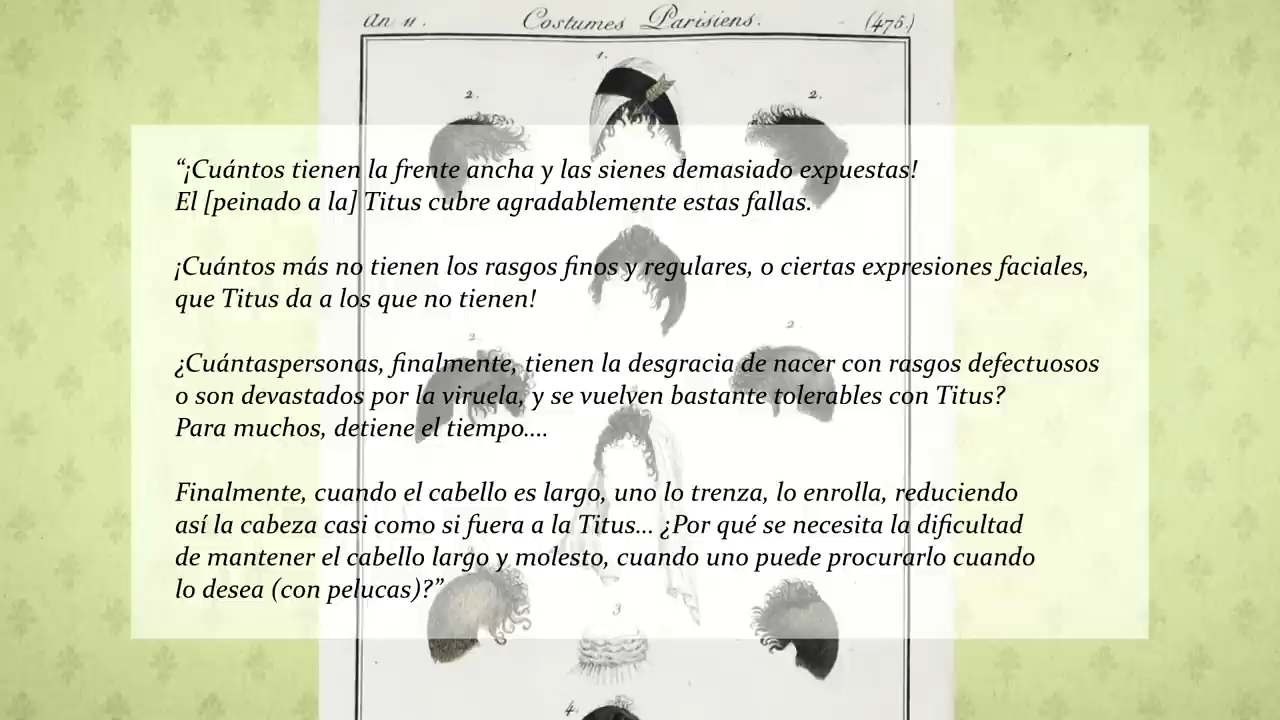 An 11. Costumes Parisiens. (475.)
1.
2. 2.
“¡Cuántos tienen la frente ancha y las sienes demasiado expuestas!
El [peinado a la] Titus cubre agradablemente estas fallas.
¡Cuántos más no tienen los rasgos finos y regulares, o ciertas expresiones faciales,
que Titus da a los que no tienen!
2. 2.
¿Cuántaspersonas, finalmente, tienen la desgracia de nacer con rasgos defectuosos
o son devastados por la viruela, y se vuelven bastante tolerables con Titus?
Para muchos, detiene el tiempo....
Finalmente, cuando el cabello es largo, uno lo trenza, lo enrolla, reduciendo
así la cabeza casi como si fuera a la Titus... ¿Por qué se necesita la dificultad
de mantener el cabello largo y molesto, cuando uno puede procurarlo cuando
lo desea (con pelucas)?”
3
4.